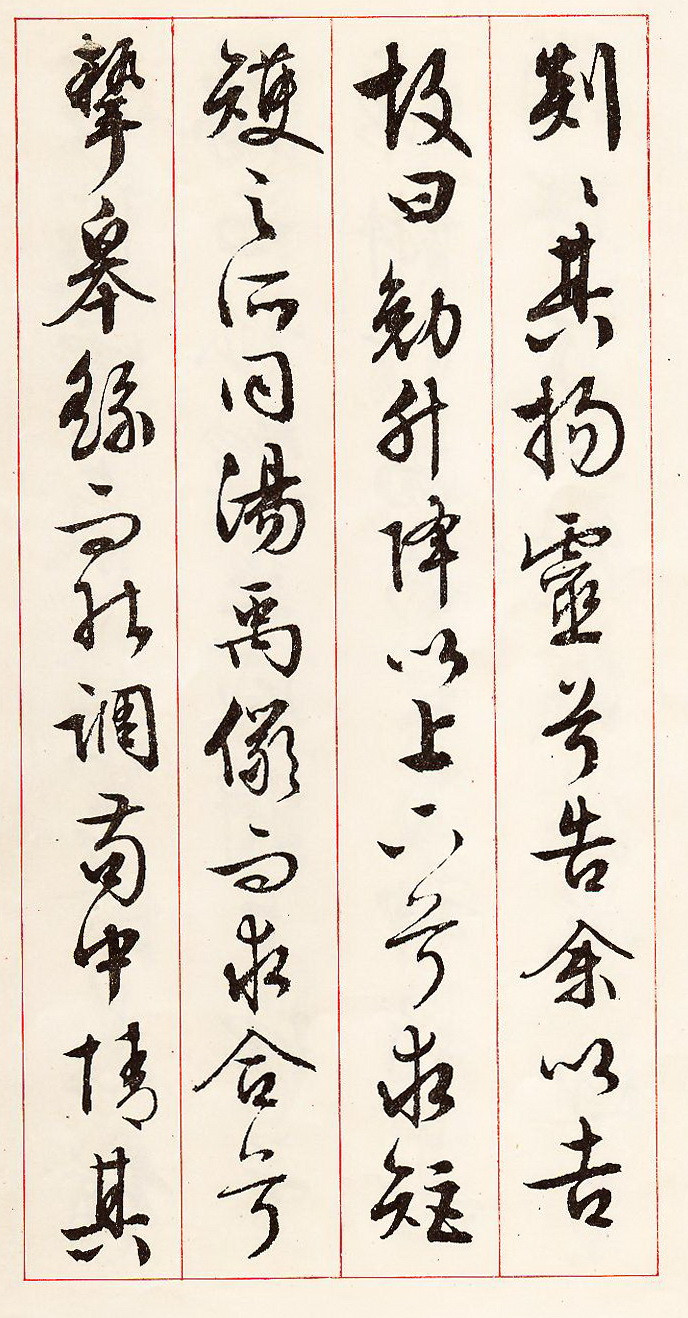 剡〻其揚靈兮告余以吉
故曰勉升降以上下兮求矩
矱之所同湯禹儼而求合兮
摯皋繇而能調苟中情其